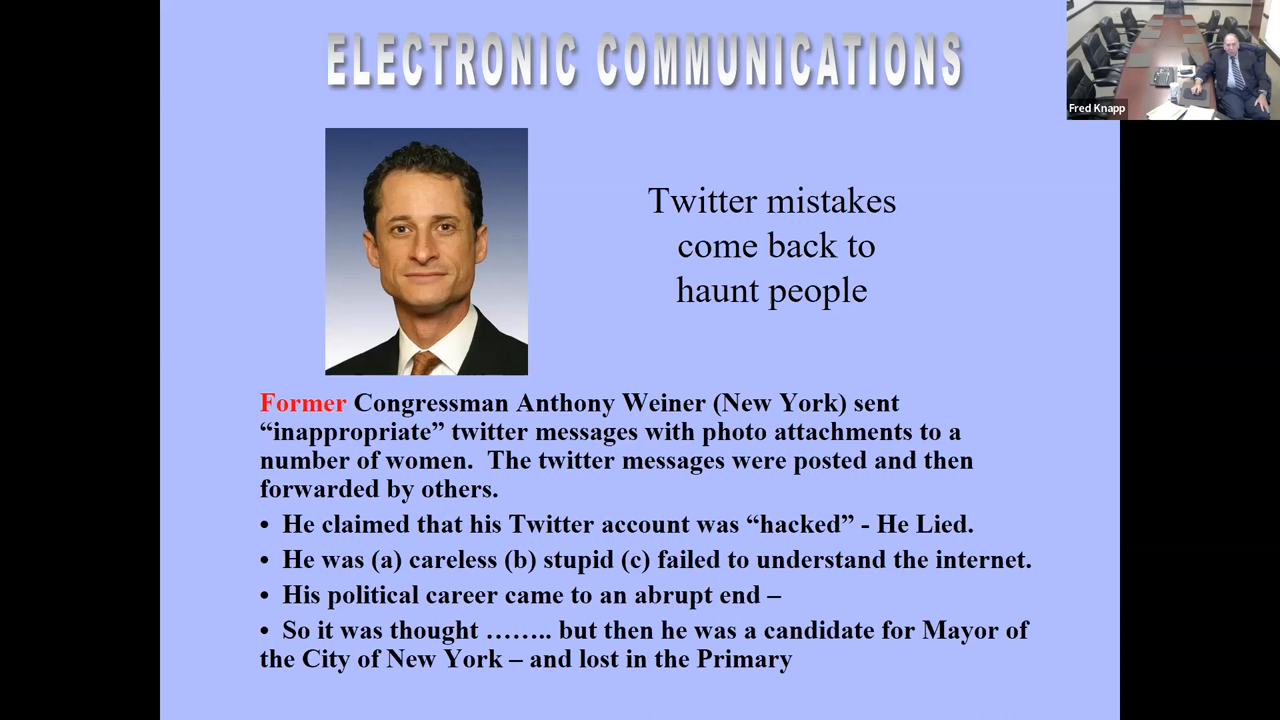 ELECTRONIC COMMUNICATIONS
Fred Knapp
Twitter mistakes
come back to
haunt people
Former Congressman Anthony Weiner (New York) sent
“inappropriate” twitter messages with photo attachments to a
number of women.  The twitter messages were posted and then
forwarded by others.
• He claimed that his Twitter account was “hacked” - He Lied.
• He was (a) careless (b) stupid (c) failed to understand the internet.
• His political career came to an abrupt end –
• So it was thought …….. but then he was a candidate for Mayor of
the City of New York – and lost in the Primary